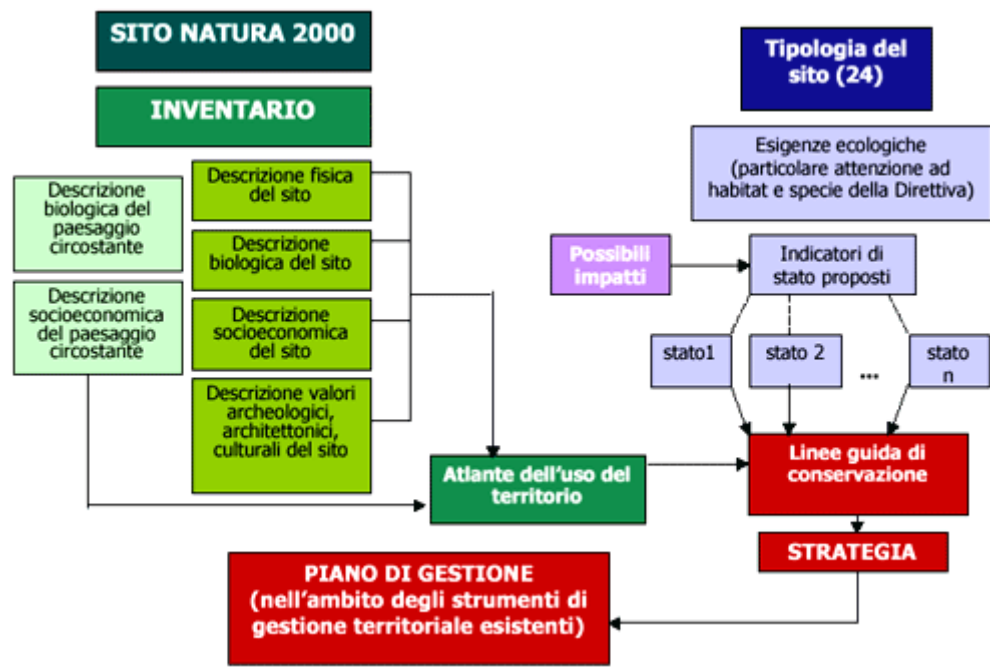 SITO NATURA 2000
INVENTARIO
Descrizione
biologica del
paesaggio
circostante
Descrizione
socioeconomica
del paesaggio
circostante
Descrizione fisica
del sito
Descrizione
biologica del sito
Descrizione
socioeconomica
del sito
Descrizione valori
archeologici,
architettonici,
culturali del sito
Atlante dell'uso del
territorio
Tipologia del
sito (24)
Esigenze ecologiche
(particolare attenzione ad
habitat e specie della Direttiva)
Possibili
impatti
Indicatori di
stato proposti
stato1
stato 2
...
stato
n
Linee guida di
conservazione
STRATEGIA
PIANO DI GESTIONE
(nell'ambito degli strumenti di
gestione territoriale esistenti)